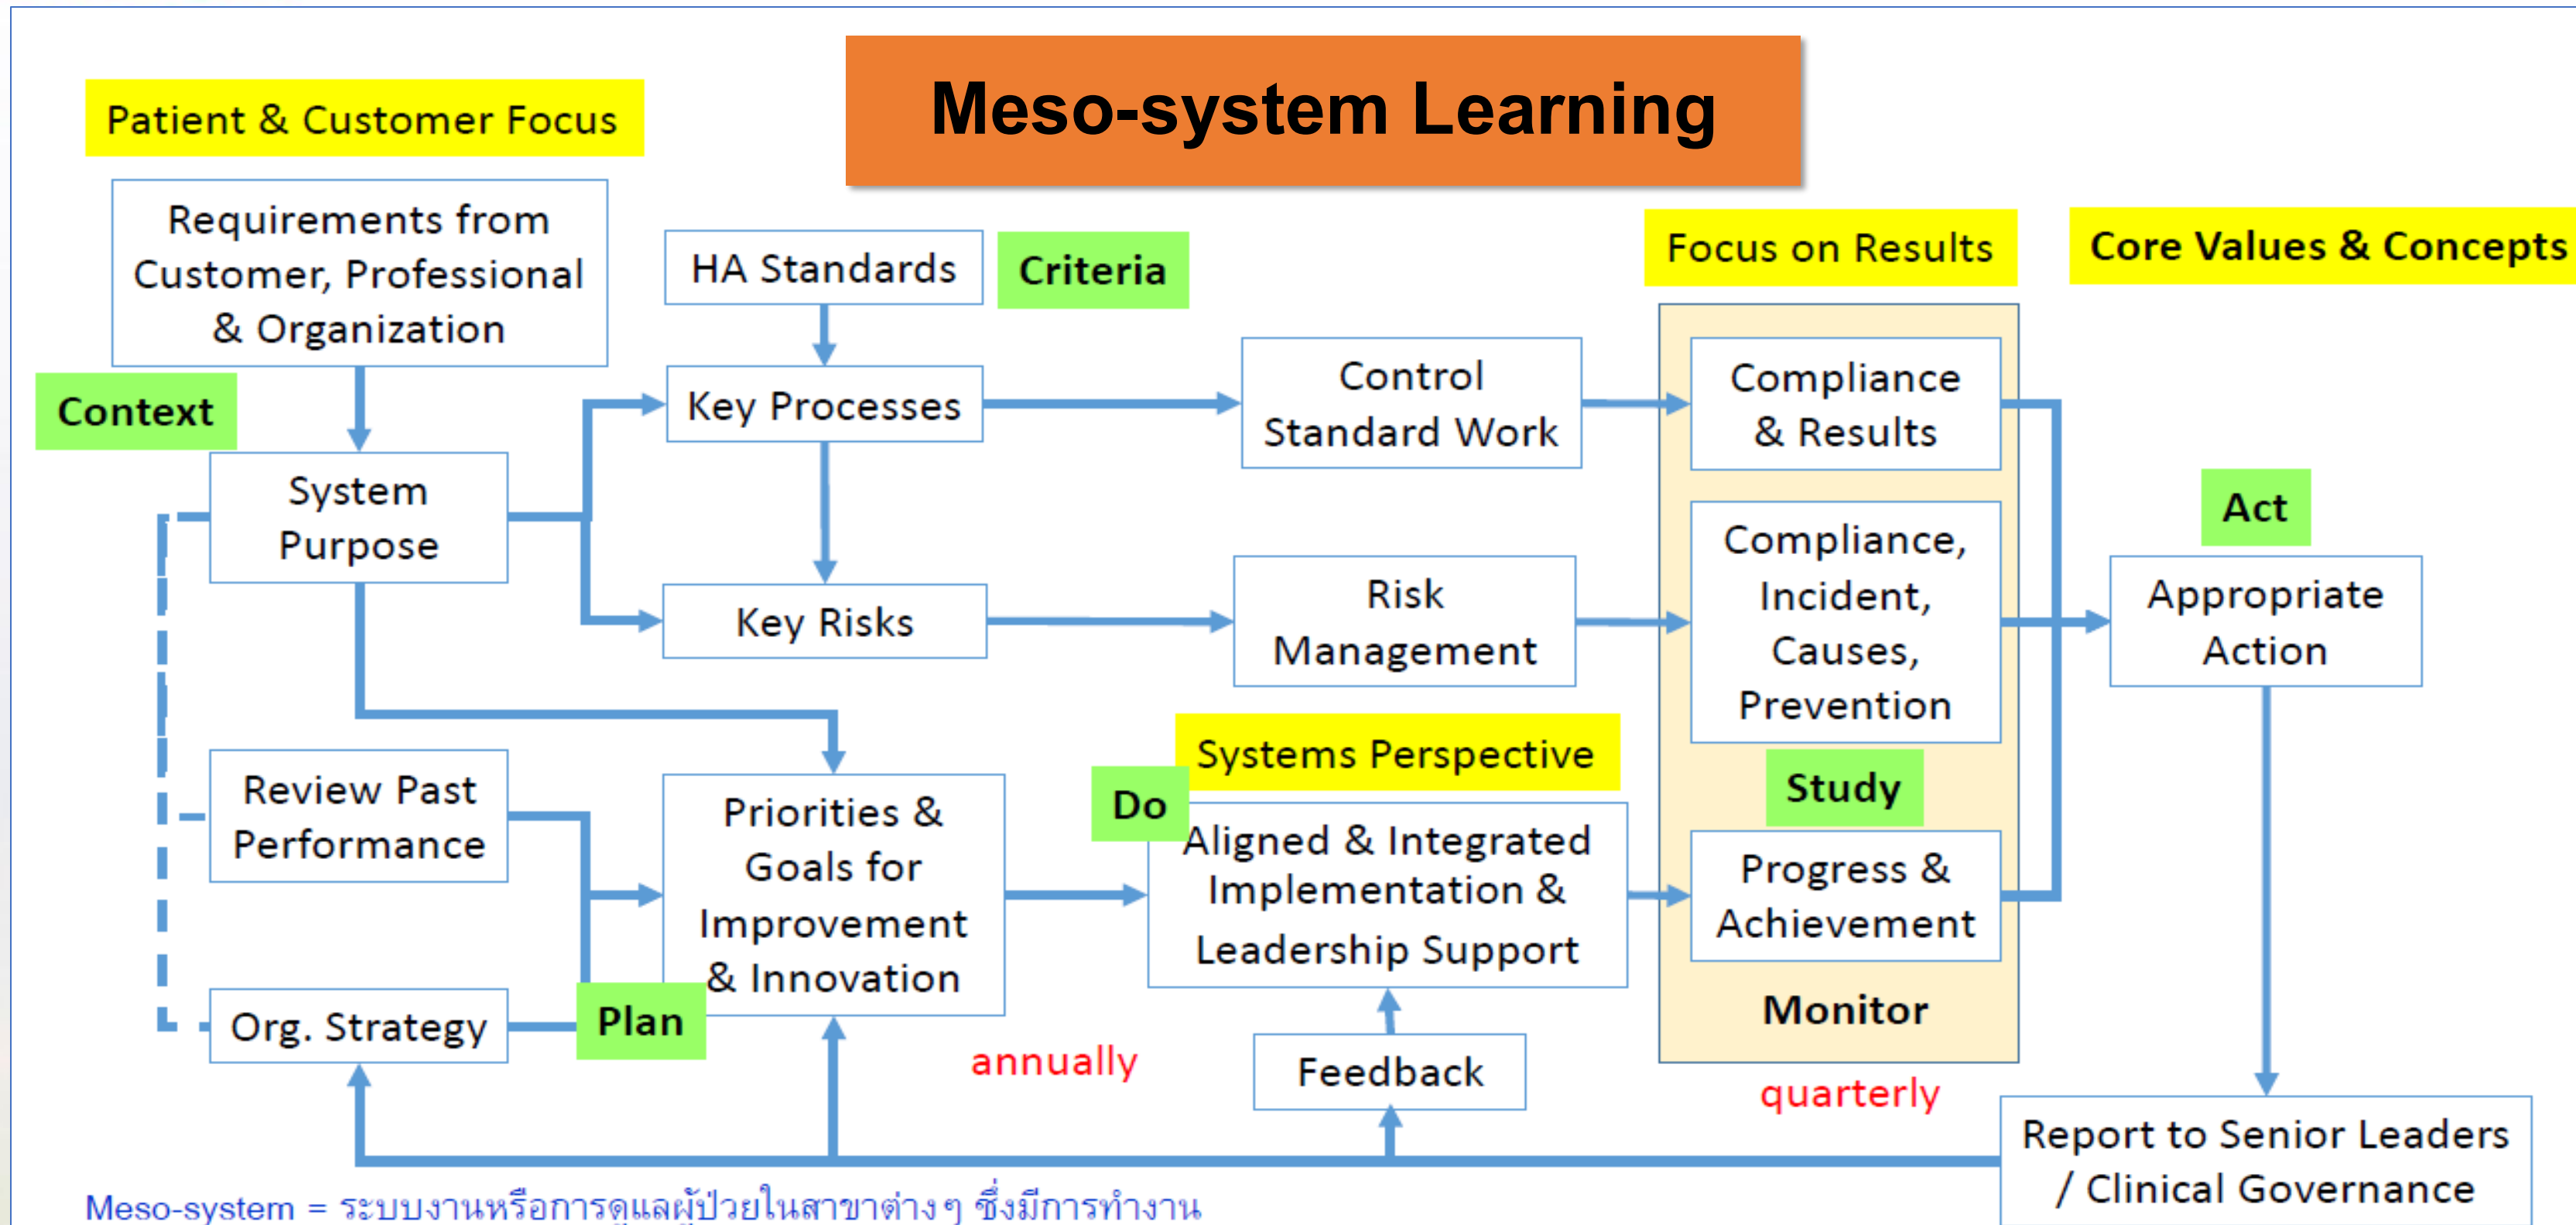 Meso-system Learning
Patient & Customer Focus
Requirements from
Customer, Professional
& Organization
Context
System
Purpose
Review Past
Performance
Org. Strategy
Plan
HA Standards
Criteria
Key Processes
Key Risks
Priorities &
Goals for
Improvement
& Innovation
annually
Control
Standard Work
Risk
Management
Systems Perspective
Do
Aligned & Integrated
Implementation &
Leadership Support
Feedback
Focus on Results
Compliance
& Results
Compliance,
Incident,
Causes,
Prevention
Study
Progress &
Achievement
Monitor
quarterly
Core Values & Concepts
Act
Appropriate
Action
Report to Senior Leaders
/ Clinical Governance
Meso-system = ระบบงานหรือการดูแลผู้ป่วยในสาขาต่างๆ ซึ่งมีการทำงาน